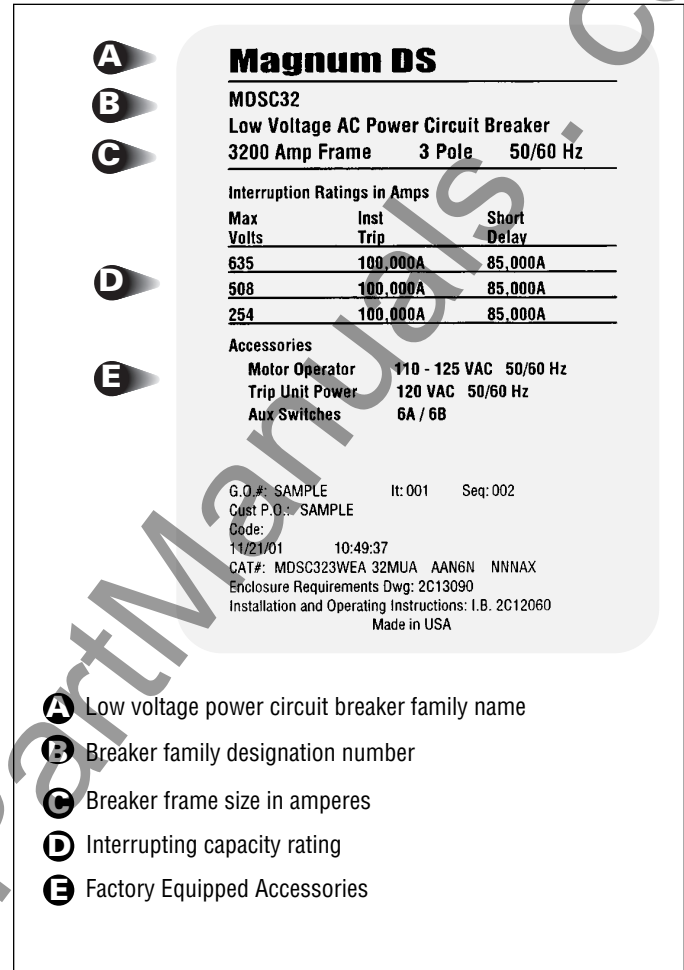 A Magnum DS
B MDSC32
Low Voltage AC Power Circuit Breaker
C 3200 Amp Frame 3 Pole 50/60 Hz
Interruption Ratings in Amps
Max Inst Short
Volts Trip Delay
635 100,000A 85,000A
D 508 100,000A 85,000A
254 100,000A 85,000A
Accessories
E Motor Operator 110 - 125 VAC 50/60 Hz
Trip Unit Power 120 VAC 50/60 Hz
Aux Switches 6A / 6B
G.O.#: SAMPLE It: 001 Seq: 002
Cust P.O.: SAMPLE
Code:
11/21/01 10:49:37
CAT#: MDSC323WEA 32MUA AAN6N NNNAX
Enclosure Requirements Dwg: 2C13090
Installation and Operating Instructions: I.B. 2C12060
Made in USA
A Low voltage power circuit breaker family name
B Breaker family designation number
C Breaker frame size in amperes
D Interrupting capacity rating
E Factory Equipped Accessories
PartManuals . co